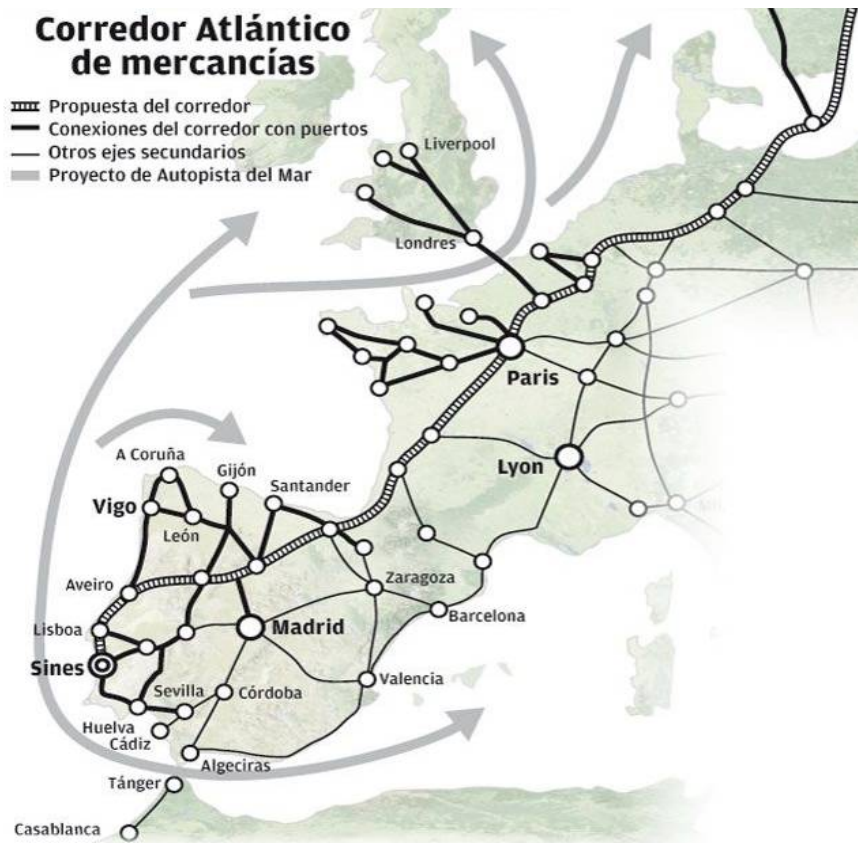 Corredor Atlántico
de mercancías
Propuesta del corredor
Conexiones del corredor con puertos
Otros ejes secundarios
Proyecto de Autopista del Mar
Liverpool
Londres
Paris
Lyon
A Coruña
Gijón
Santander
Vigo
León
Aveiro
Zaragoza
Barcelona
Lisboa
Madrid
Sines
Sevilla
Córdoba
Valencia
Huelva
Cádiz
Algeciras
Tánger
Casablanca